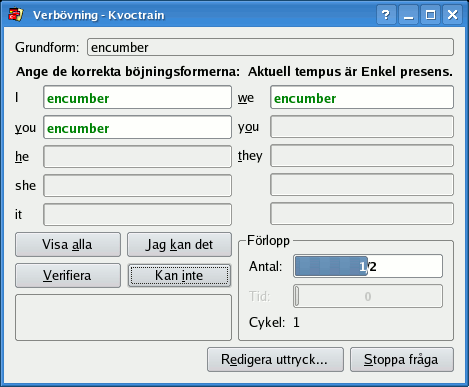 Verbövning - Kvoctrain
Grundform: encumber
Ange de korrekta böjningsformerna: Aktuell tempus är Enkel presens.
I encumber we encumber
you encumber you
he they
she
it
Visa alla Jag kan det
Verifiera Kan inte
Förlopp
Antal: 1/2
Tid: 0
Cykel: 1
Redigera uttryck... Stoppa fråga